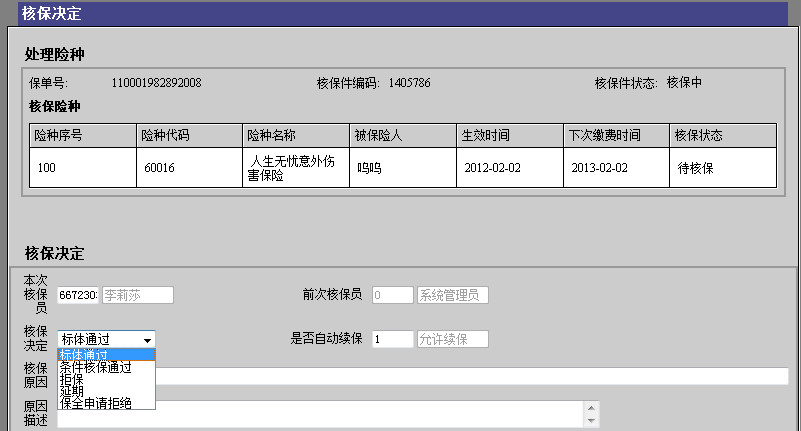 核保决定
处理险种
保单号: 110001982892008 核保件编码: 1405786 核保件状态: 核保中
核保险种
险种序号 险种代码 险种名称 被保险人 生效时间 下次缴费时间 核保状态
100 60016 人生无忧意外伤害保险 呜呜 2012-02-02 2013-02-02 待核保
核保决定
本次核保员 667230 李莉莎 前次核保员 0 系统管理员
核保决定 标体通过 是否自动续保 1 允许续保
标体通过
条件核保通过
拒保
延期
保全申请拒绝
核保原因
原因描述